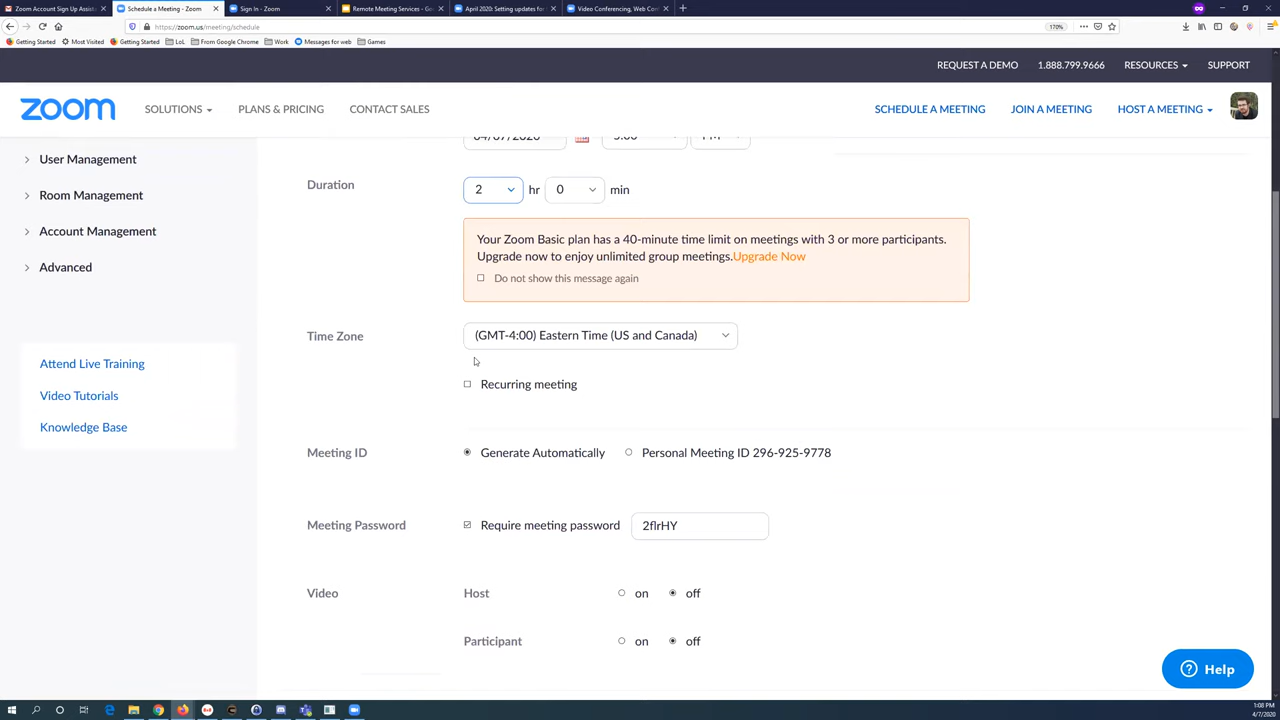 Zoom Account Sign Up Assist
Schedule a Meeting - Zoom
Sign In - Zoom
Remote Meeting Services - Go
April 2020: Setting updates for
Video Conferencing, Web Con
https://zoom.us/meeting/schedule
170%
Getting Started
Most Visited
Getting Started
LoL
From Google Chrome
Work
Messages for web
Games
REQUEST A DEMO
1.888.799.9666
RESOURCES
SUPPORT
zoom
SOLUTIONS
PLANS & PRICING
CONTACT SALES
SCHEDULE A MEETING
JOIN A MEETING
HOST A MEETING
User Management
Room Management
Account Management
Advanced
Attend Live Training
Video Tutorials
Knowledge Base
04/07/2020 5:00 PM
Duration 2 hr 0 min
Your Zoom Basic plan has a 40-minute time limit on meetings with 3 or more participants.
Upgrade now to enjoy unlimited group meetings.Upgrade Now
Do not show this message again
Time Zone (GMT-4:00) Eastern Time (US and Canada)
Recurring meeting
Meeting ID Generate Automatically Personal Meeting ID 296-925-9778
Meeting Password Require meeting password 2flrHY
Video Host on off
Participant on off
Help
1:08 PM
4/7/2020